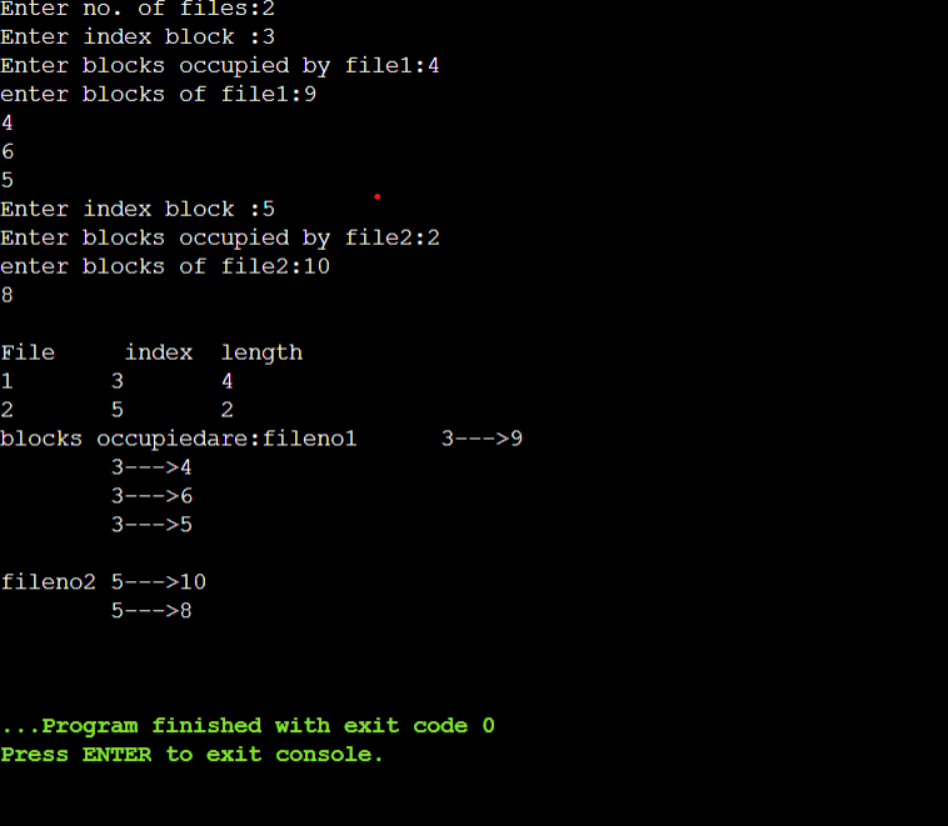 Enter no. of files:2
Enter index block :3
Enter blocks occupied by file1:4
enter blocks of file1:9
4
6
5
Enter index block :5
Enter blocks occupied by file2:2
enter blocks of file2:10
8
File index length
1 3 4
2 5 2
blocks occupiedare:fileno1 3--->9
3--->4
3--->6
3--->5
fileno2 5--->10
5--->8
...Program finished with exit code 0
Press ENTER to exit console.